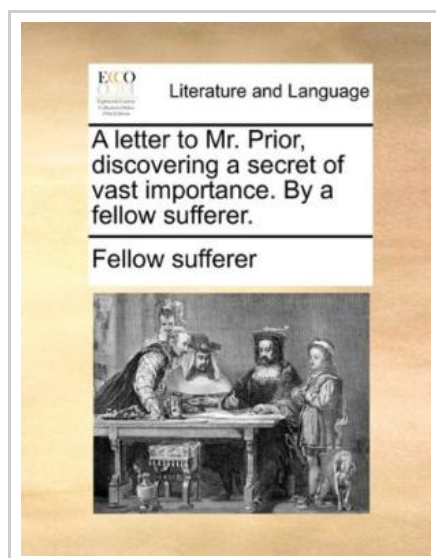 ECCO
Literature and Language
A letter to Mr. Prior,
discovering a secret of
vast importance. By a
fellow sufferer.
Fellow sufferer